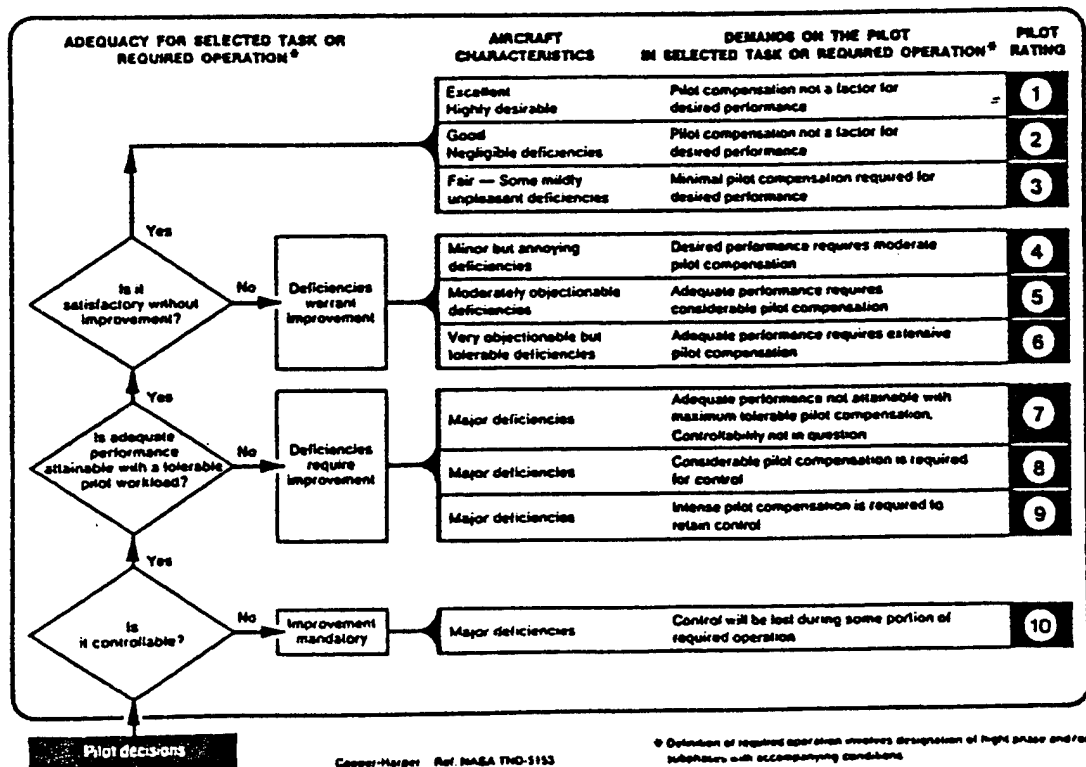 ADEQUACY FOR SELECTED TASK OR
REQUIRED OPERATION*
AIRCRAFT
CHARACTERISTICS
DEMANDS ON THE PILOT
IN SELECTED TASK OR REQUIRED OPERATION*
PILOT
RATING
Excellent
Highly desirable
Pilot compensation not a factor for
desired performance
1
Good
Negligible deficiencies
Pilot compensation not a factor for
desired performance
2
Fair — Some mildly
unpleasant deficiencies
Minimal pilot compensation required for
desired performance
3
Yes
Is it
satisfactory without
improvement?
No
Deficiencies
warrant
improvement
Minor but annoying
deficiencies
Desired performance requires moderate
pilot compensation
4
Moderately objectionable
deficiencies
Adequate performance requires
considerable pilot compensation
5
Very objectionable but
tolerable deficiencies
Adequate performance requires extensive
pilot compensation
6
Yes
Is adequate
performance
attainable with a tolerable
pilot workload?
No
Deficiencies
require
improvement
Major deficiencies
Adequate performance not attainable with
maximum tolerable pilot compensation.
Controllability not in question
7
Major deficiencies
Considerable pilot compensation is required
for control
8
Major deficiencies
Intense pilot compensation is required to
retain control
9
Yes
Is
it controllable?
No
Improvement
mandatory
Major deficiencies
Control will be lost during some portion of
required operation
10
Pilot decisions
Cooper-Harper Ref. NASA TND-5153
* Definition of required operation involves designation of flight phase and/or
subphases with accompanying conditions